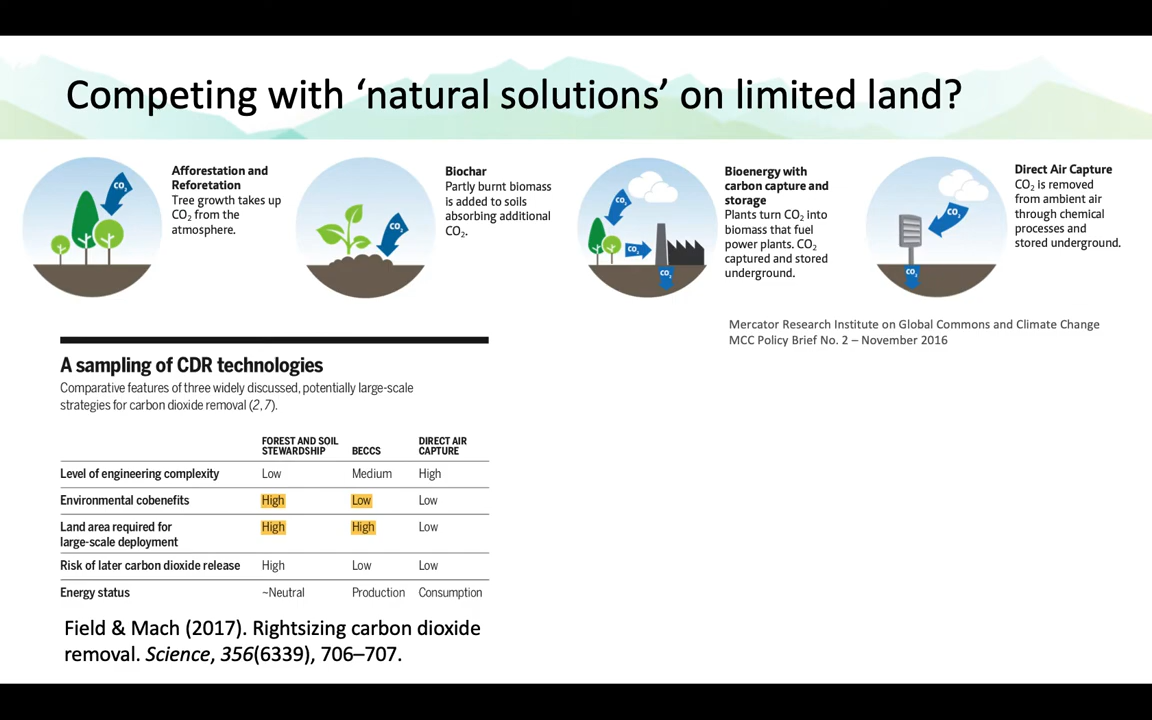 Competing with ‘natural solutions’ on limited land?
CO₂
Afforestation and
Reforetation
Tree growth takes up
CO₂ from the
atmosphere.
CO₂
Biochar
Partly burnt biomass
is added to soils
absorbing additional
CO₂.
CO₂
CO₂
CO₂
Bioenergy with
carbon capture and
storage
Plants turn CO₂ into
biomass that fuel
power plants. CO₂
captured and stored
underground.
CO₂
CO₂
Direct Air Capture
CO₂ is removed
from ambient air
through chemical
processes and
stored underground.
Mercator Research Institute on Global Commons and Climate Change
MCC Policy Brief No. 2 – November 2016
A sampling of CDR technologies
Comparative features of three widely discussed, potentially large-scale
strategies for carbon dioxide removal (2, 7).
FOREST AND SOIL STEWARDSHIP BECCS DIRECT AIR CAPTURE
Level of engineering complexity Low Medium High
Environmental cobenefits High Low Low
Land area required for
large-scale deployment High High Low
Risk of later carbon dioxide release High Low Low
Energy status ~Neutral Production Consumption
Field & Mach (2017). Rightsizing carbon dioxide
removal. Science, 356(6339), 706–707.